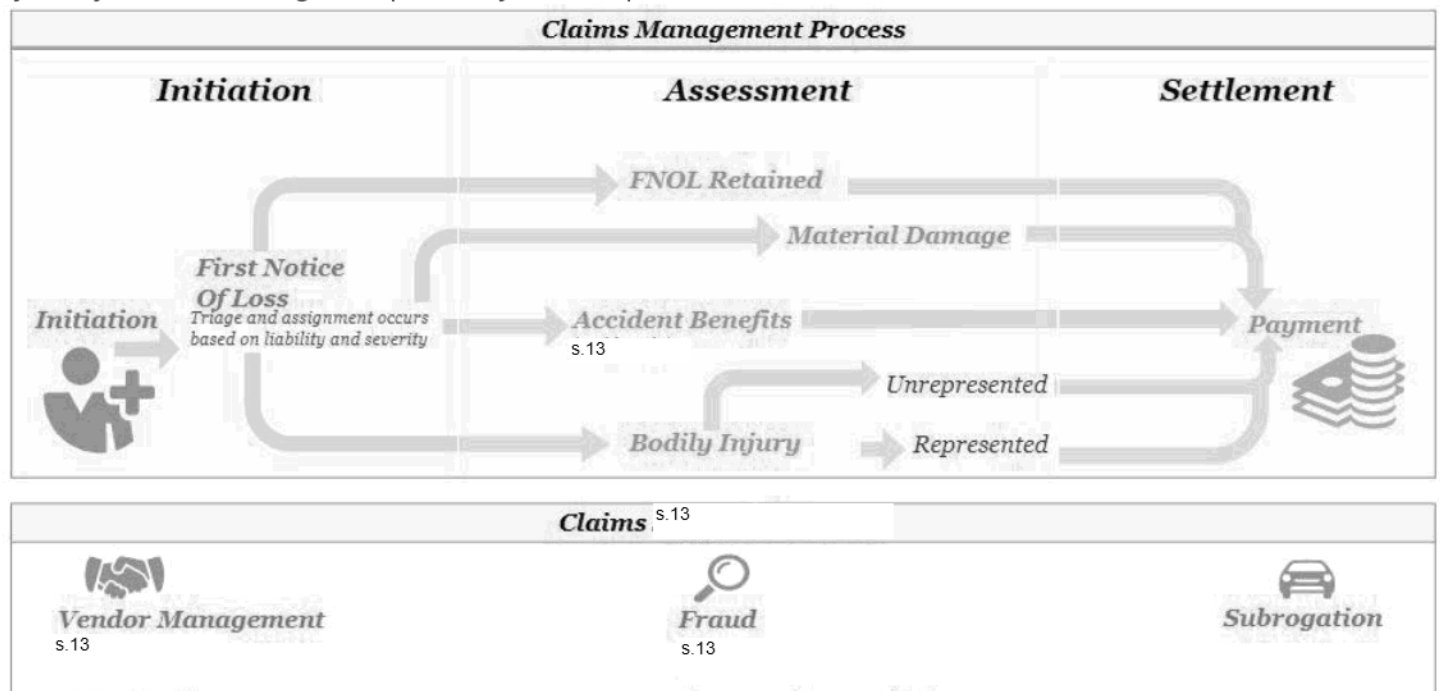 Claims Management Process
Initiation
Assessment
Settlement
FNOL Retained
Material Damage
First Notice
Of Loss
Triage and assignment occurs
based on liability and severity
Initiation
Accident Benefits
s.13
Payment
Unrepresented
Bodily Injury
Represented
Claims s.13
Vendor Management
s.13
Fraud
s.13
Subrogation